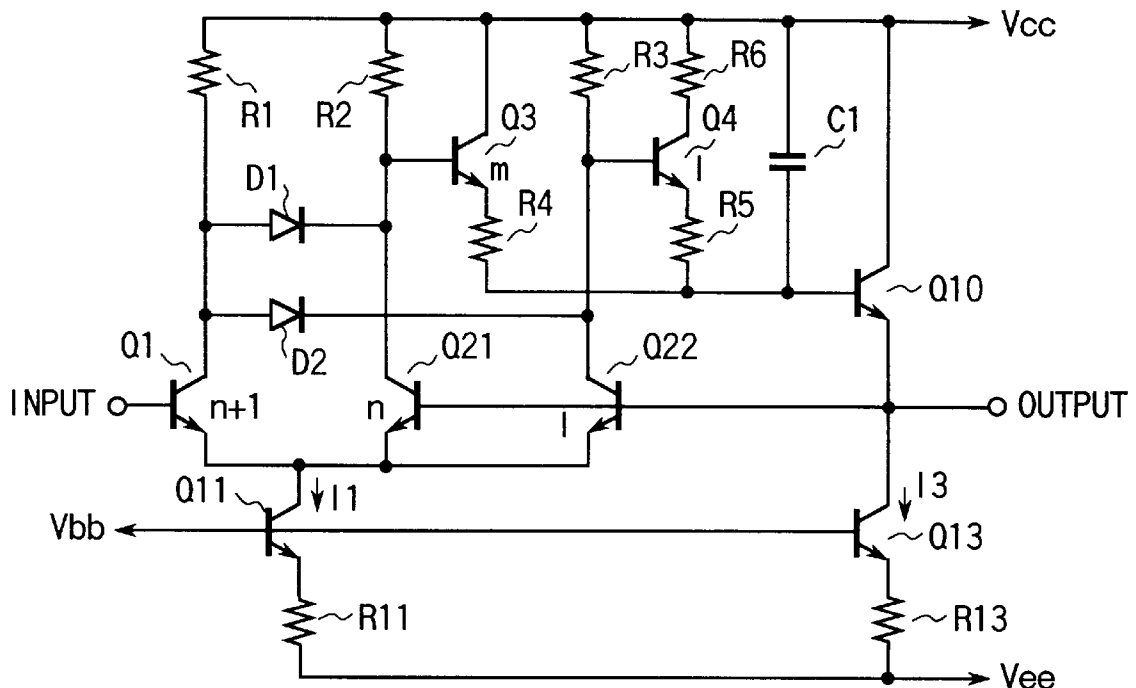 Vcc
R1
R2
R3
R6
Q3
Q4
C1
m
l
D1
R4
R5
Q10
D2
Q1
Q21
Q22
INPUT
n+1
n
l
OUTPUT
Q11
I1
I3
Vbb
Q13
R11
R13
Vee